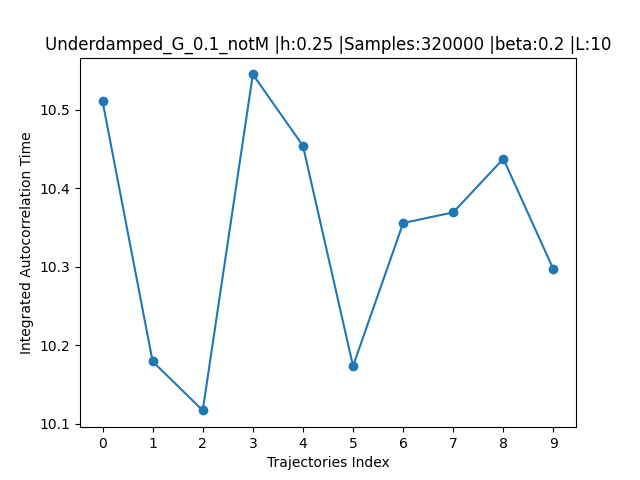 Underdamped_G_0.1_notM |h:0.25 |Samples:320000 |beta:0.2 |L:10
Integrated Autocorrelation Time
10.5
10.4
10.3
10.2
10.1
0 1 2 3 4 5 6 7 8 9
Trajectories Index